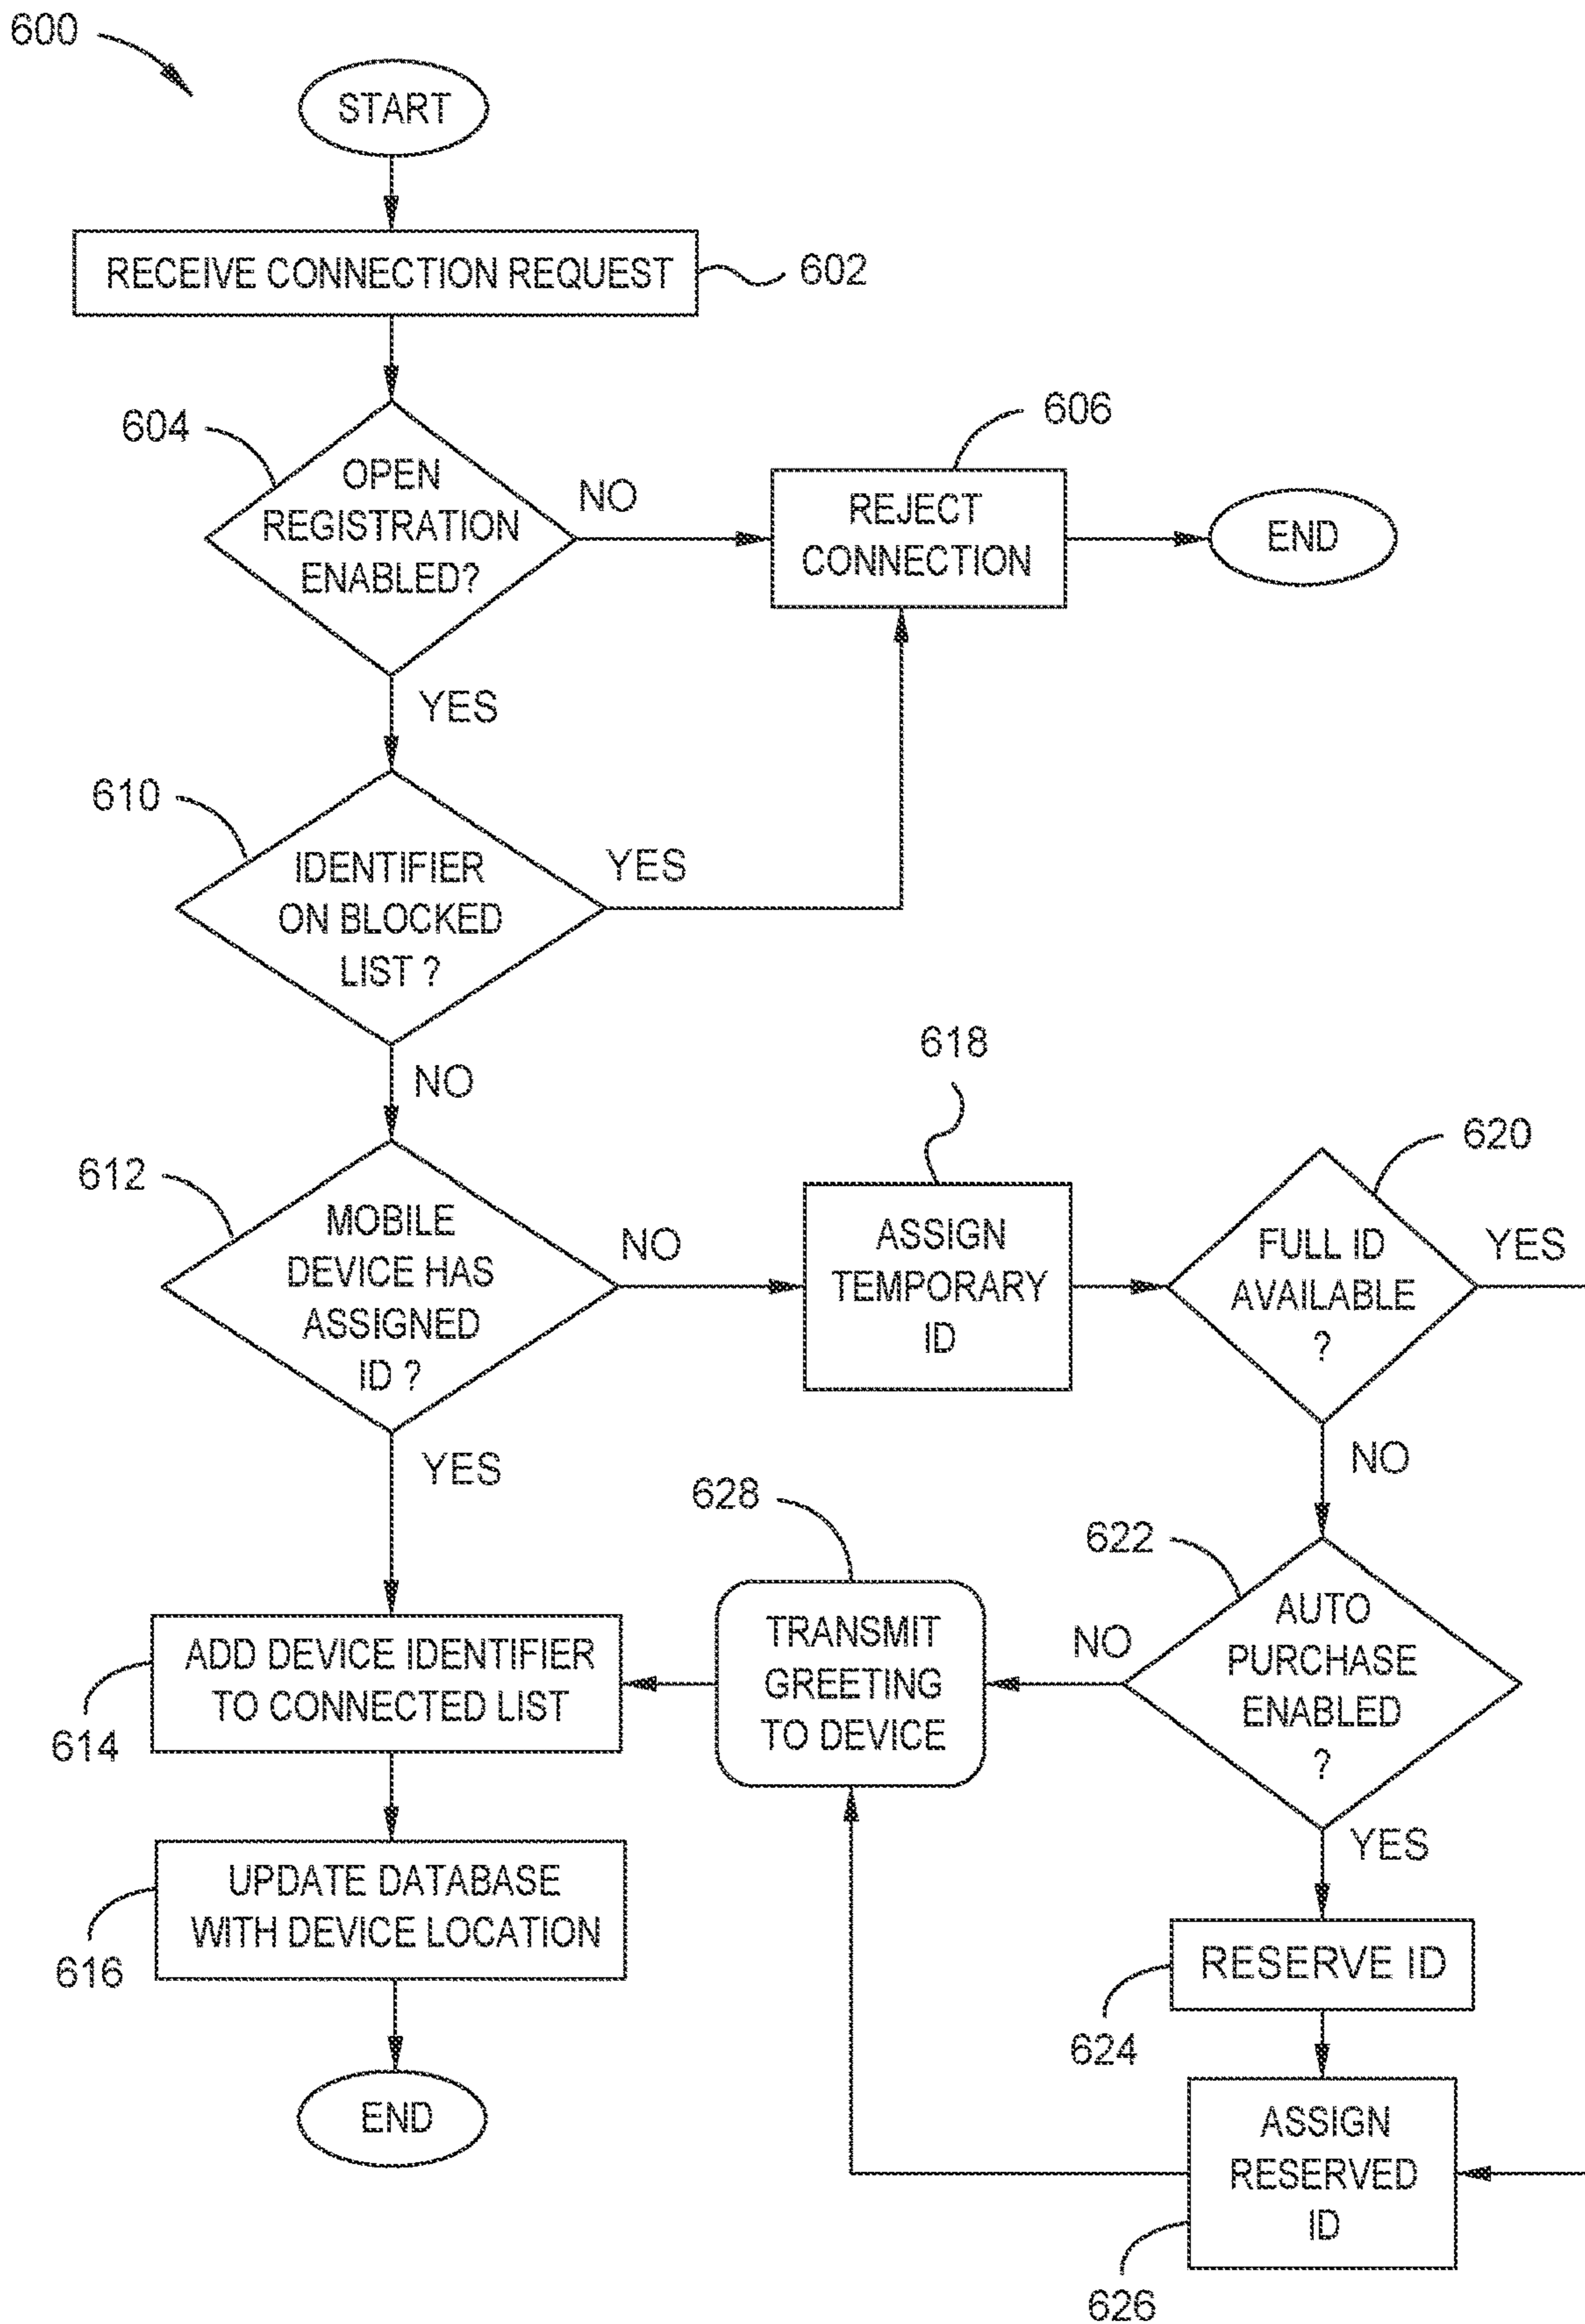 600
START
RECEIVE CONNECTION REQUEST
602
604
OPEN
REGISTRATION
ENABLED?
NO
606
REJECT
CONNECTION
END
YES
610
IDENTIFIER
ON BLOCKED
LIST ?
YES
NO
612
MOBILE
DEVICE HAS
ASSIGNED
ID ?
NO
618
ASSIGN
TEMPORARY
ID
620
FULL ID
AVAILABLE
?
YES
NO
YES
622
AUTO
PURCHASE
ENABLED
?
NO
628
TRANSMIT
GREETING
TO DEVICE
ADD DEVICE IDENTIFIER
TO CONNECTED LIST
614
YES
UPDATE DATABASE
WITH DEVICE LOCATION
616
RESERVE ID
624
END
ASSIGN
RESERVED
ID
626